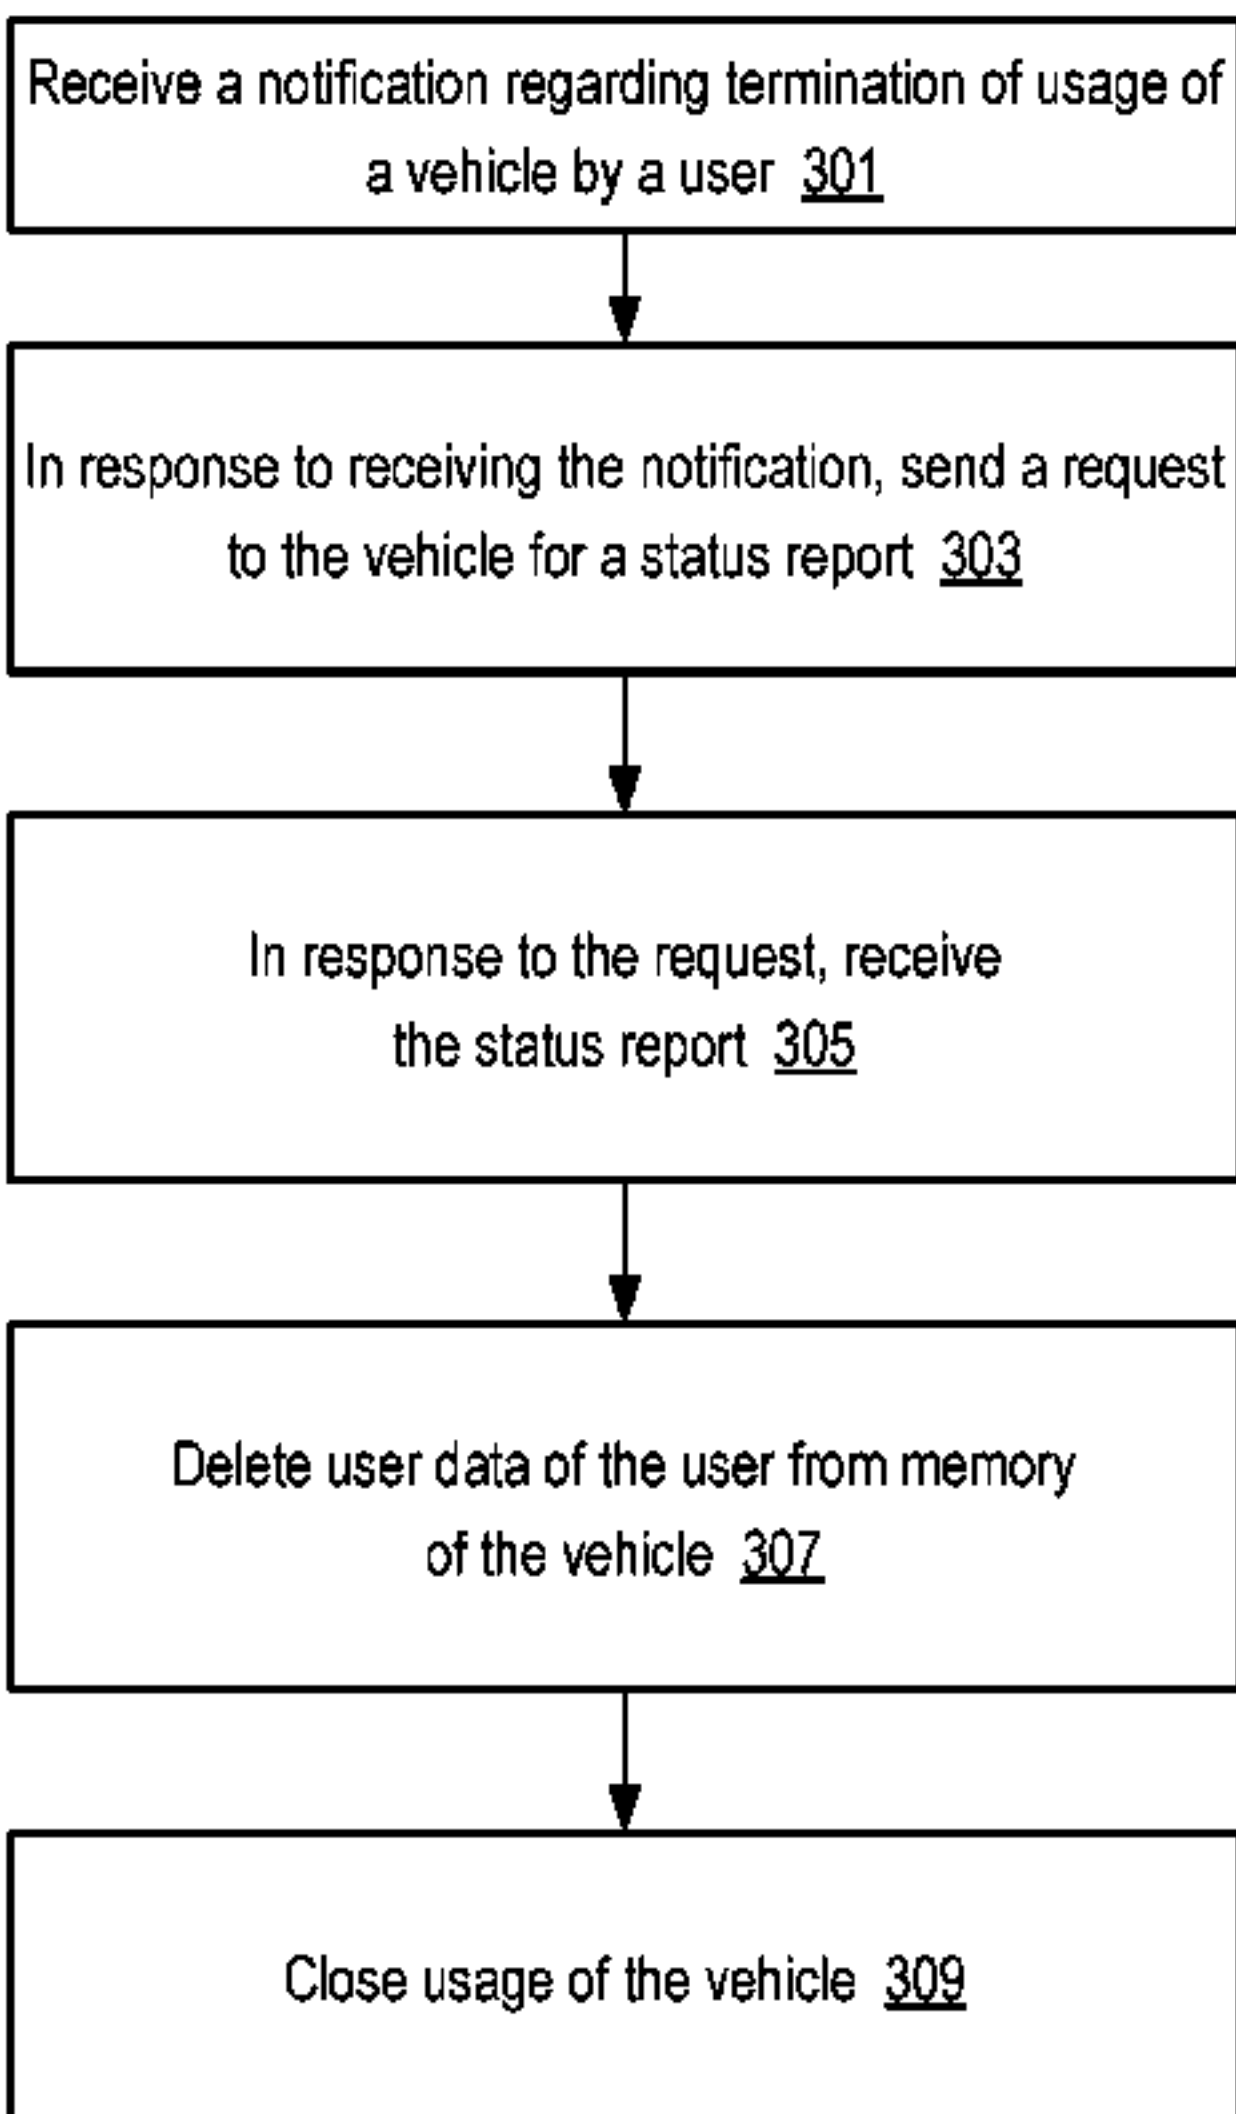 Receive a notification regarding termination of usage of
a vehicle by a user 301
In response to receiving the notification, send a request
to the vehicle for a status report 303
In response to the request, receive
the status report 305
Delete user data of the user from memory
of the vehicle 307
Close usage of the vehicle 309